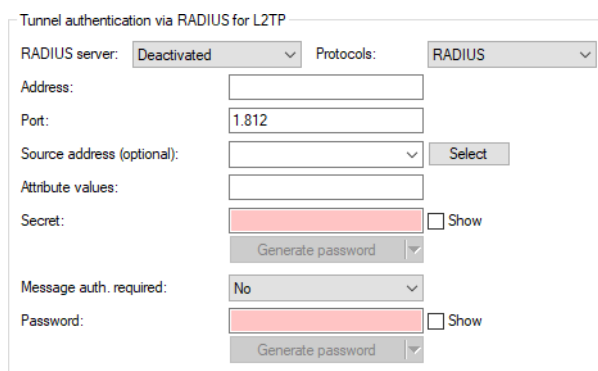 Tunnel authentication via RADIUS for L2TP
RADIUS server: Deactivated Protocols: RADIUS
Address:
Port: 1.812
Source address (optional): Select
Attribute values:
Secret: Show
Generate password
Message auth. required: No
Password: Show
Generate password